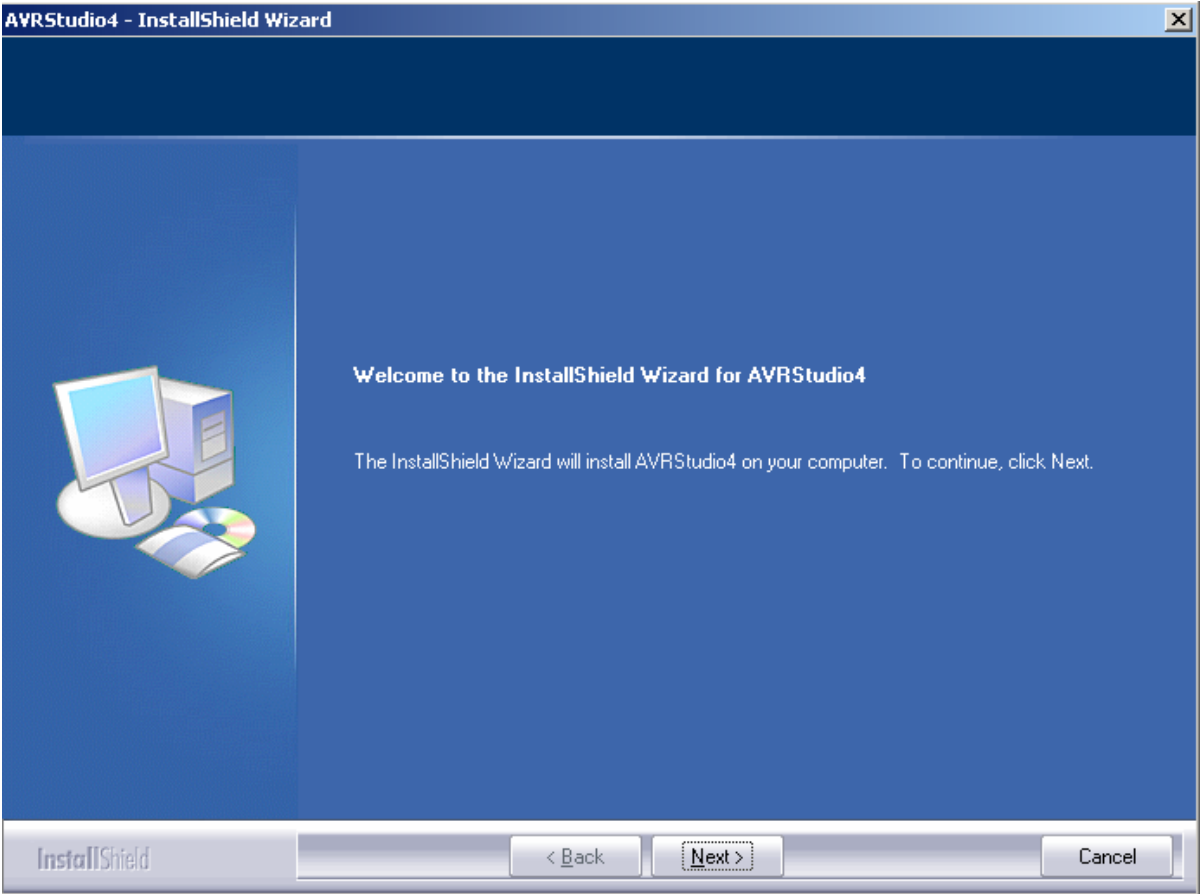 AVRStudio4 - InstallShield Wizard
Welcome to the InstallShield Wizard for AVRStudio4
The InstallShield Wizard will install AVRStudio4 on your computer.  To continue, click Next.
InstallShield
< Back
Next >
Cancel